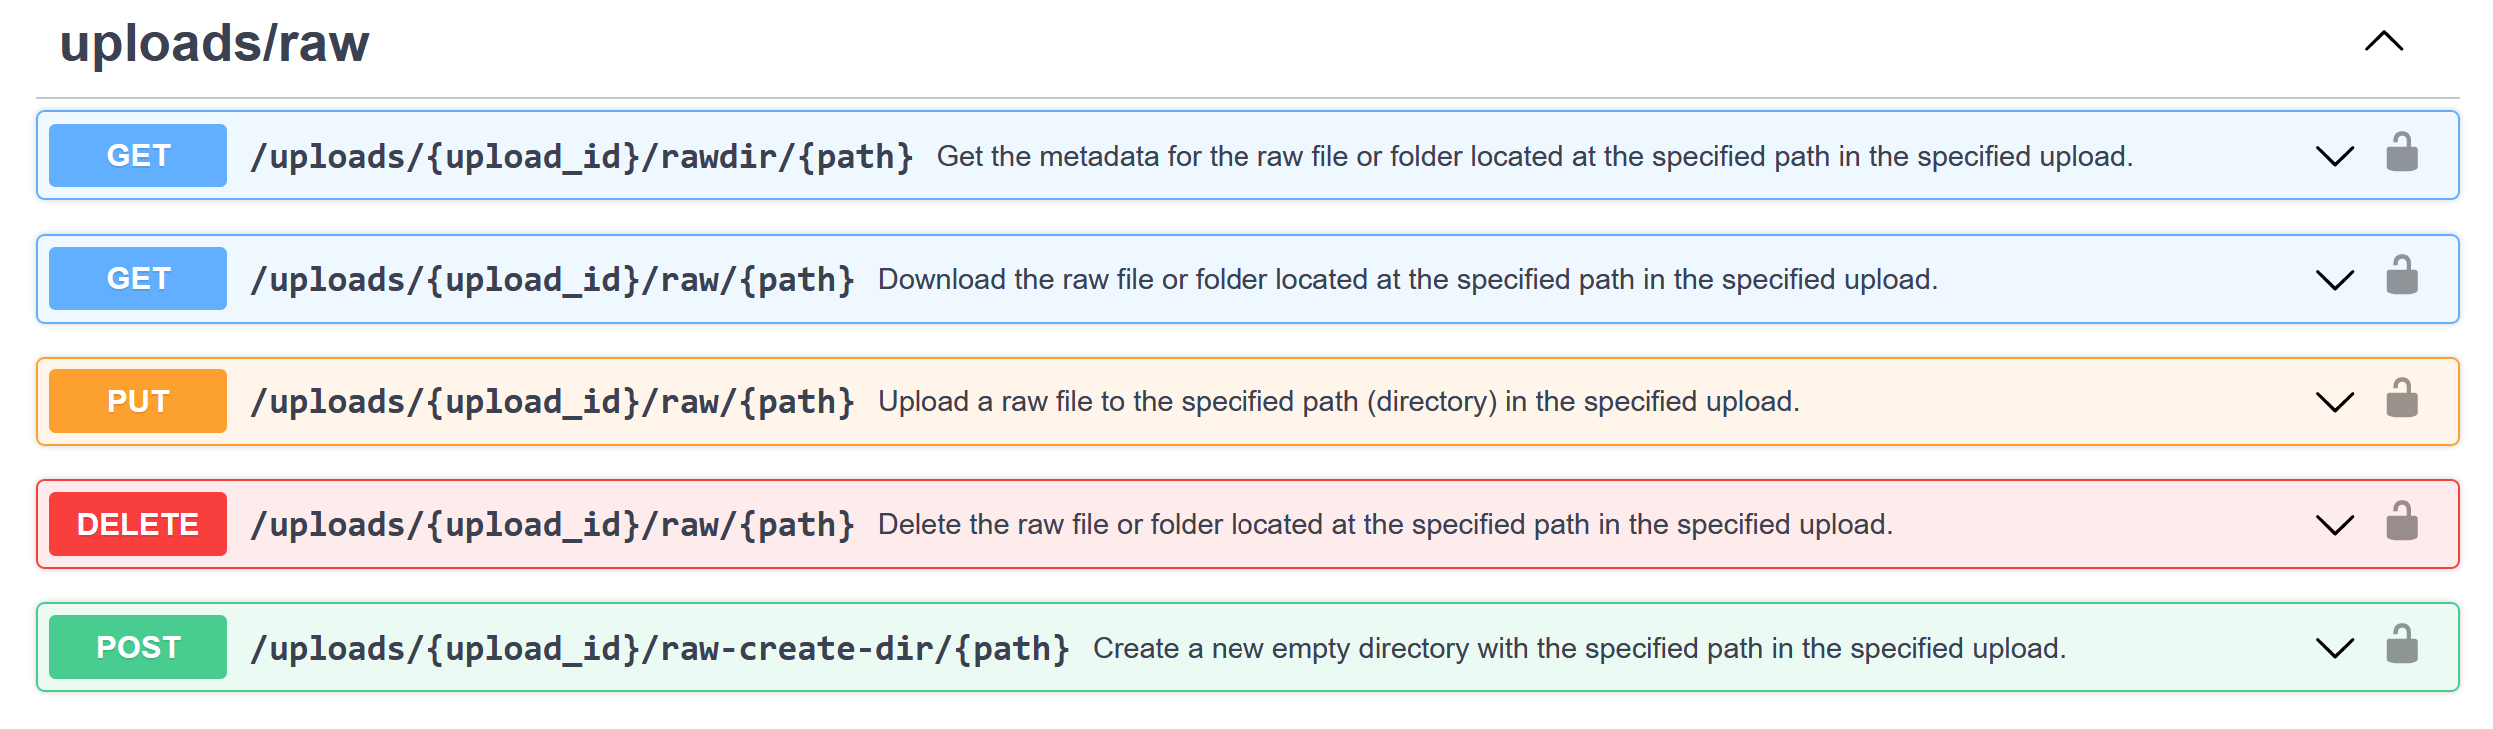 uploads/raw
GET /uploads/{upload_id}/rawdir/{path} Get the metadata for the raw file or folder located at the specified path in the specified upload.
GET /uploads/{upload_id}/raw/{path} Download the raw file or folder located at the specified path in the specified upload.
PUT /uploads/{upload_id}/raw/{path} Upload a raw file to the specified path (directory) in the specified upload.
DELETE /uploads/{upload_id}/raw/{path} Delete the raw file or folder located at the specified path in the specified upload.
POST /uploads/{upload_id}/raw-create-dir/{path} Create a new empty directory with the specified path in the specified upload.